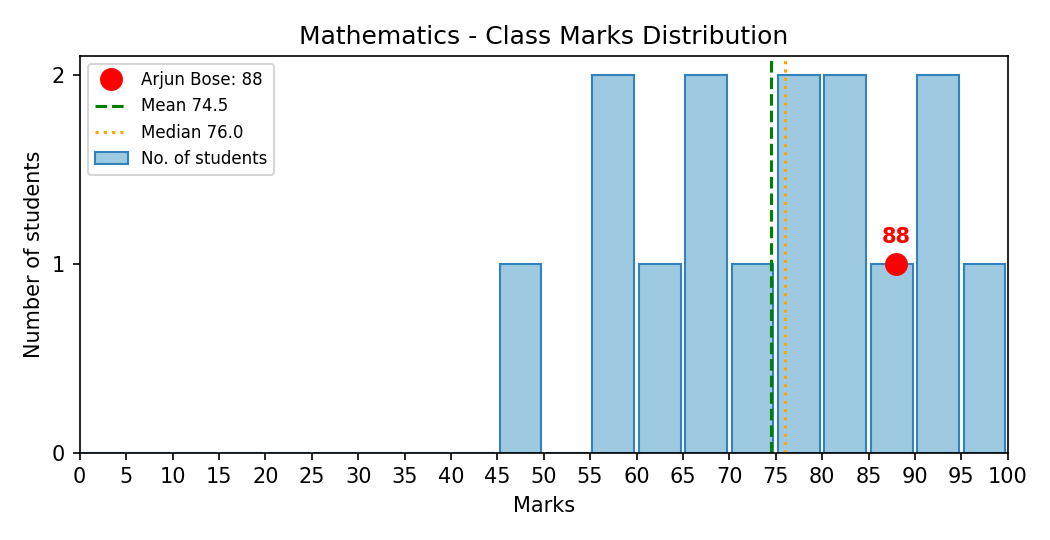 Mathematics - Class Marks Distribution
Arjun Bose: 88
Mean 74.5
Median 76.0
No. of students
Number of students
2
1
0
88
0 5 10 15 20 25 30 35 40 45 50 55 60 65 70 75 80 85 90 95 100
Marks